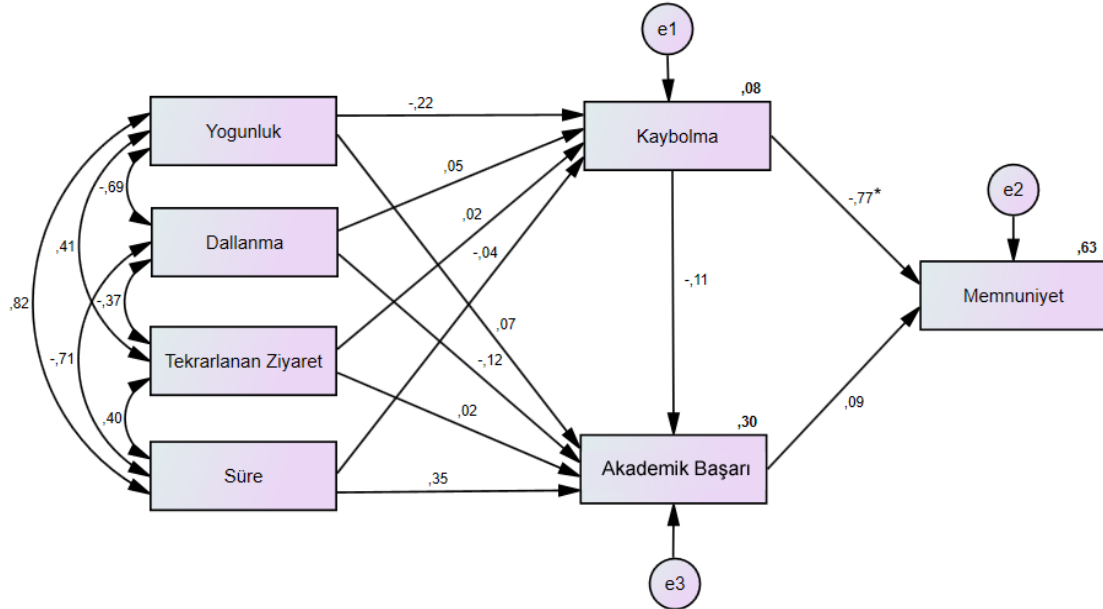 e1
,08
Yogunluk
-,22
Kaybolma
-,69
,05
-,77*
e2
Dallanma
,02
,41
-,04
,63
-,37
-,11
Memnuniyet
,82
,07
-,71
-,12
Tekrarlanan Ziyaret
,40
,02
,09
,30
Süre
,35
Akademik Başarı
e3